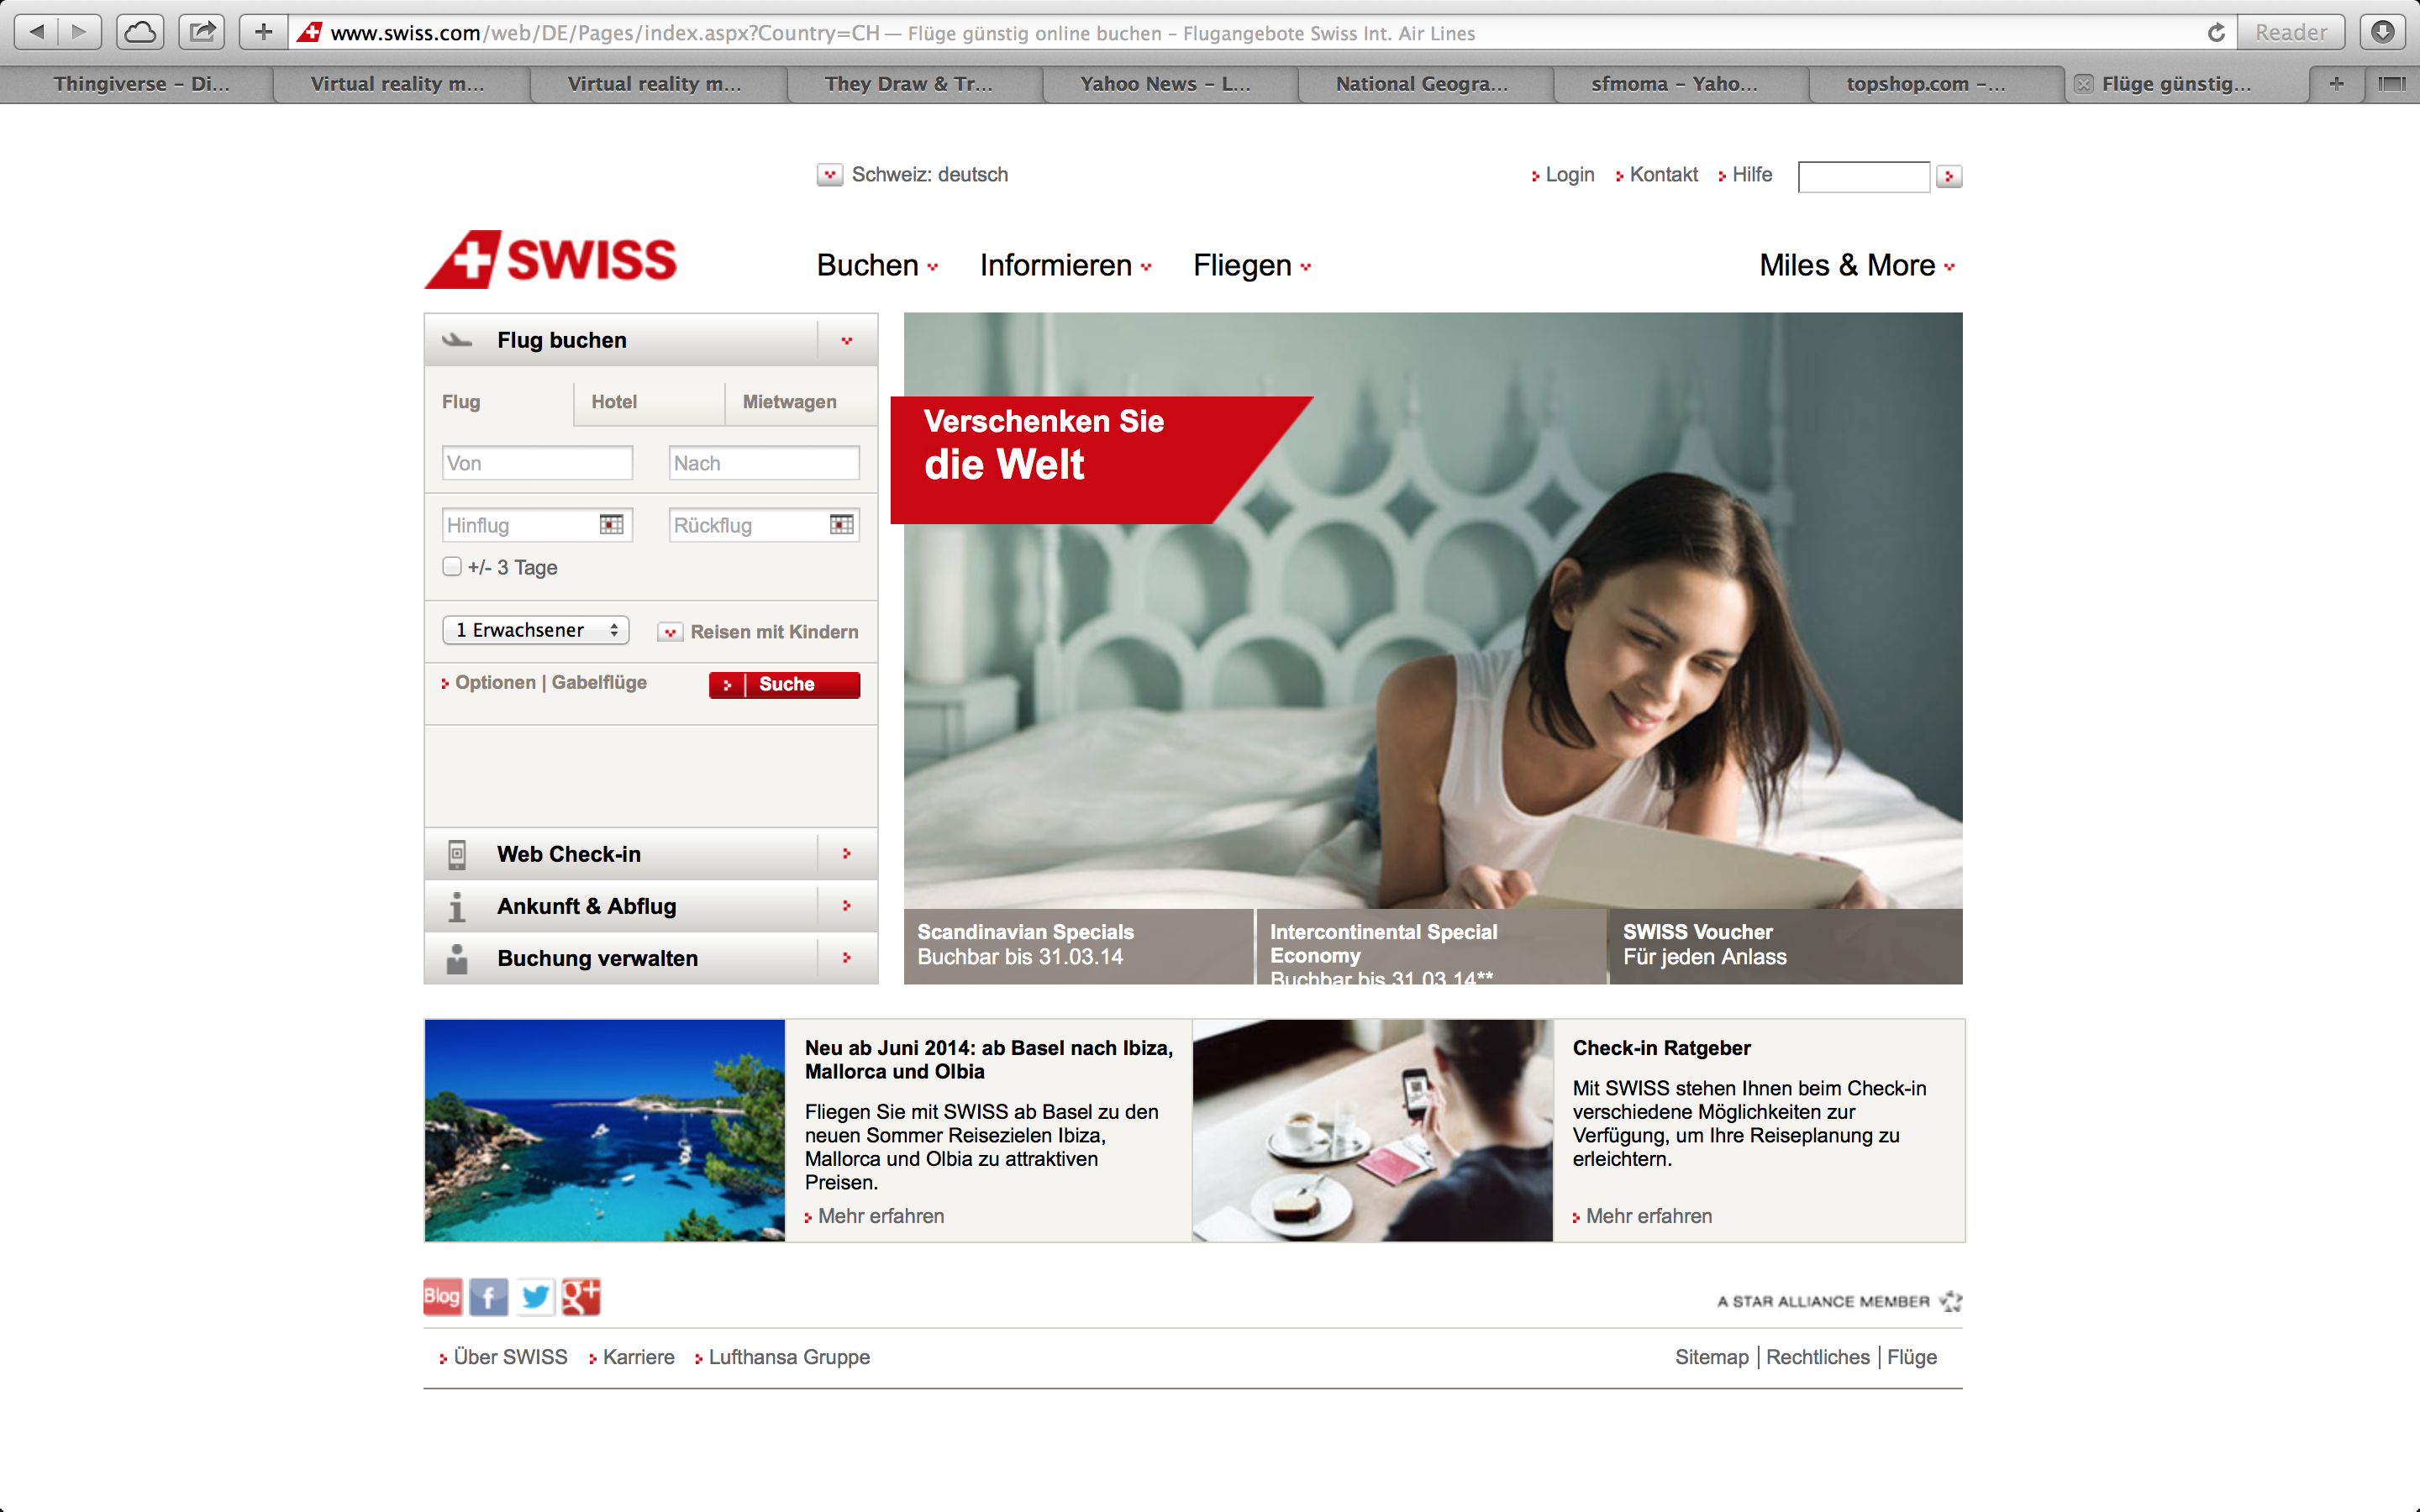 www.swiss.com/web/DE/Pages/index.aspx?Country=CH — Flüge günstig online buchen – Flugangebote Swiss Int. Air Lines
Reader
Thingiverse – Di...
Virtual reality m...
Virtual reality m...
They Draw & Tr...
Yahoo News – L...
National Geogra...
sfmoma – Yaho...
topshop.com –...
Flüge günstig...
Schweiz: deutsch
Login
Kontakt
Hilfe
SWISS
Buchen
Informieren
Fliegen
Miles & More
Flug buchen
Flug
Hotel
Mietwagen
Von
Nach
Hinflug
Rückflug
+/- 3 Tage
1 Erwachsener
Reisen mit Kindern
Optionen | Gabelflüge
Suche
Web Check-in
Ankunft & Abflug
Buchung verwalten
Verschenken Sie
die Welt
Scandinavian Specials
Buchbar bis 31.03.14
Intercontinental Special
Economy
Buchbar bis 31.03.14**
SWISS Voucher
Für jeden Anlass
Neu ab Juni 2014: ab Basel nach Ibiza,
Mallorca und Olbia
Fliegen Sie mit SWISS ab Basel zu den
neuen Sommer Reisezielen Ibiza,
Mallorca und Olbia zu attraktiven
Preisen.
Mehr erfahren
Check-in Ratgeber
Mit SWISS stehen Ihnen beim Check-in
verschiedene Möglichkeiten zur
Verfügung, um Ihre Reiseplanung zu
erleichtern.
Mehr erfahren
Blog
f
g+
A STAR ALLIANCE MEMBER
Über SWISS
Karriere
Lufthansa Gruppe
Sitemap | Rechtliches | Flüge